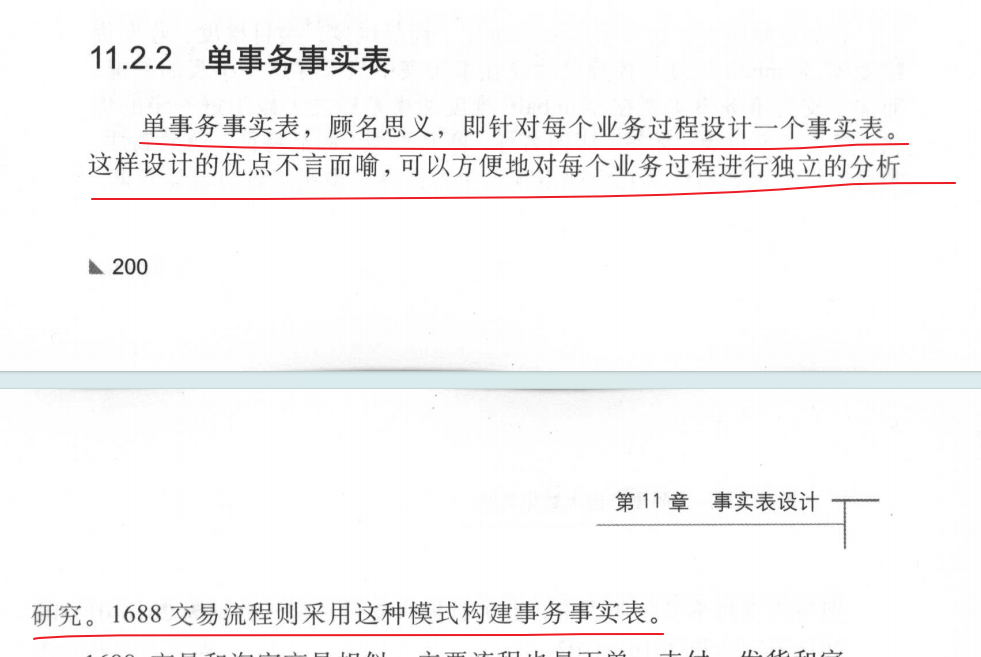 11.2.2 单事务事实表
单事务事实表，顾名思义，即针对每个业务过程设计一个事实表。
这样设计的优点不言而喻，可以方便地对每个业务过程进行独立的分析
200
第 11 章 事实表设计
研究。1688 交易流程则采用这种模式构建事务事实表。